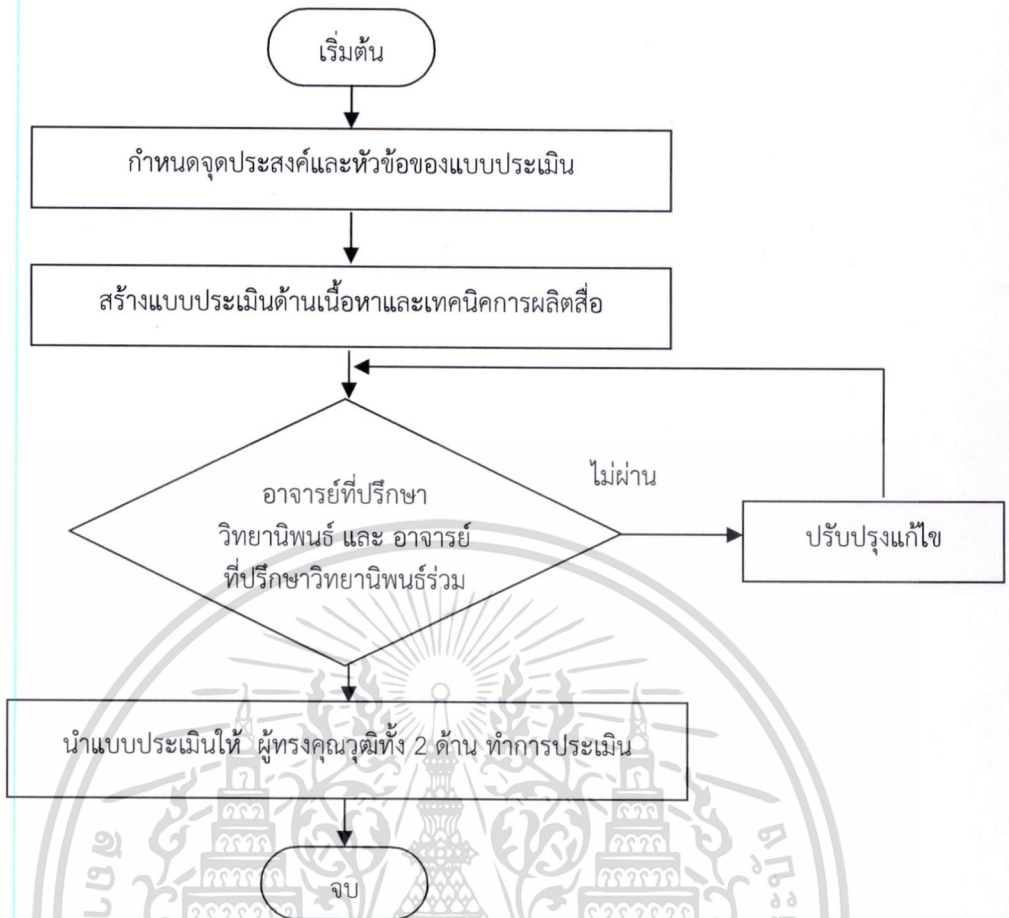 เริ่มต้น
กำหนดจุดประสงค์และหัวข้อของแบบประเมิน
สร้างแบบประเมินด้านเนื้อหาและเทคนิคการผลิตสื่อ
อาจารย์ที่ปรึกษา
วิทยานิพนธ์ และ อาจารย์
ที่ปรึกษาวิทยานิพนธ์ร่วม
ไม่ผ่าน
ปรับปรุงแก้ไข
นำแบบประเมินให้ ผู้ทรงคุณวุฒิทั้ง 2 ด้าน ทำการประเมิน
จบ